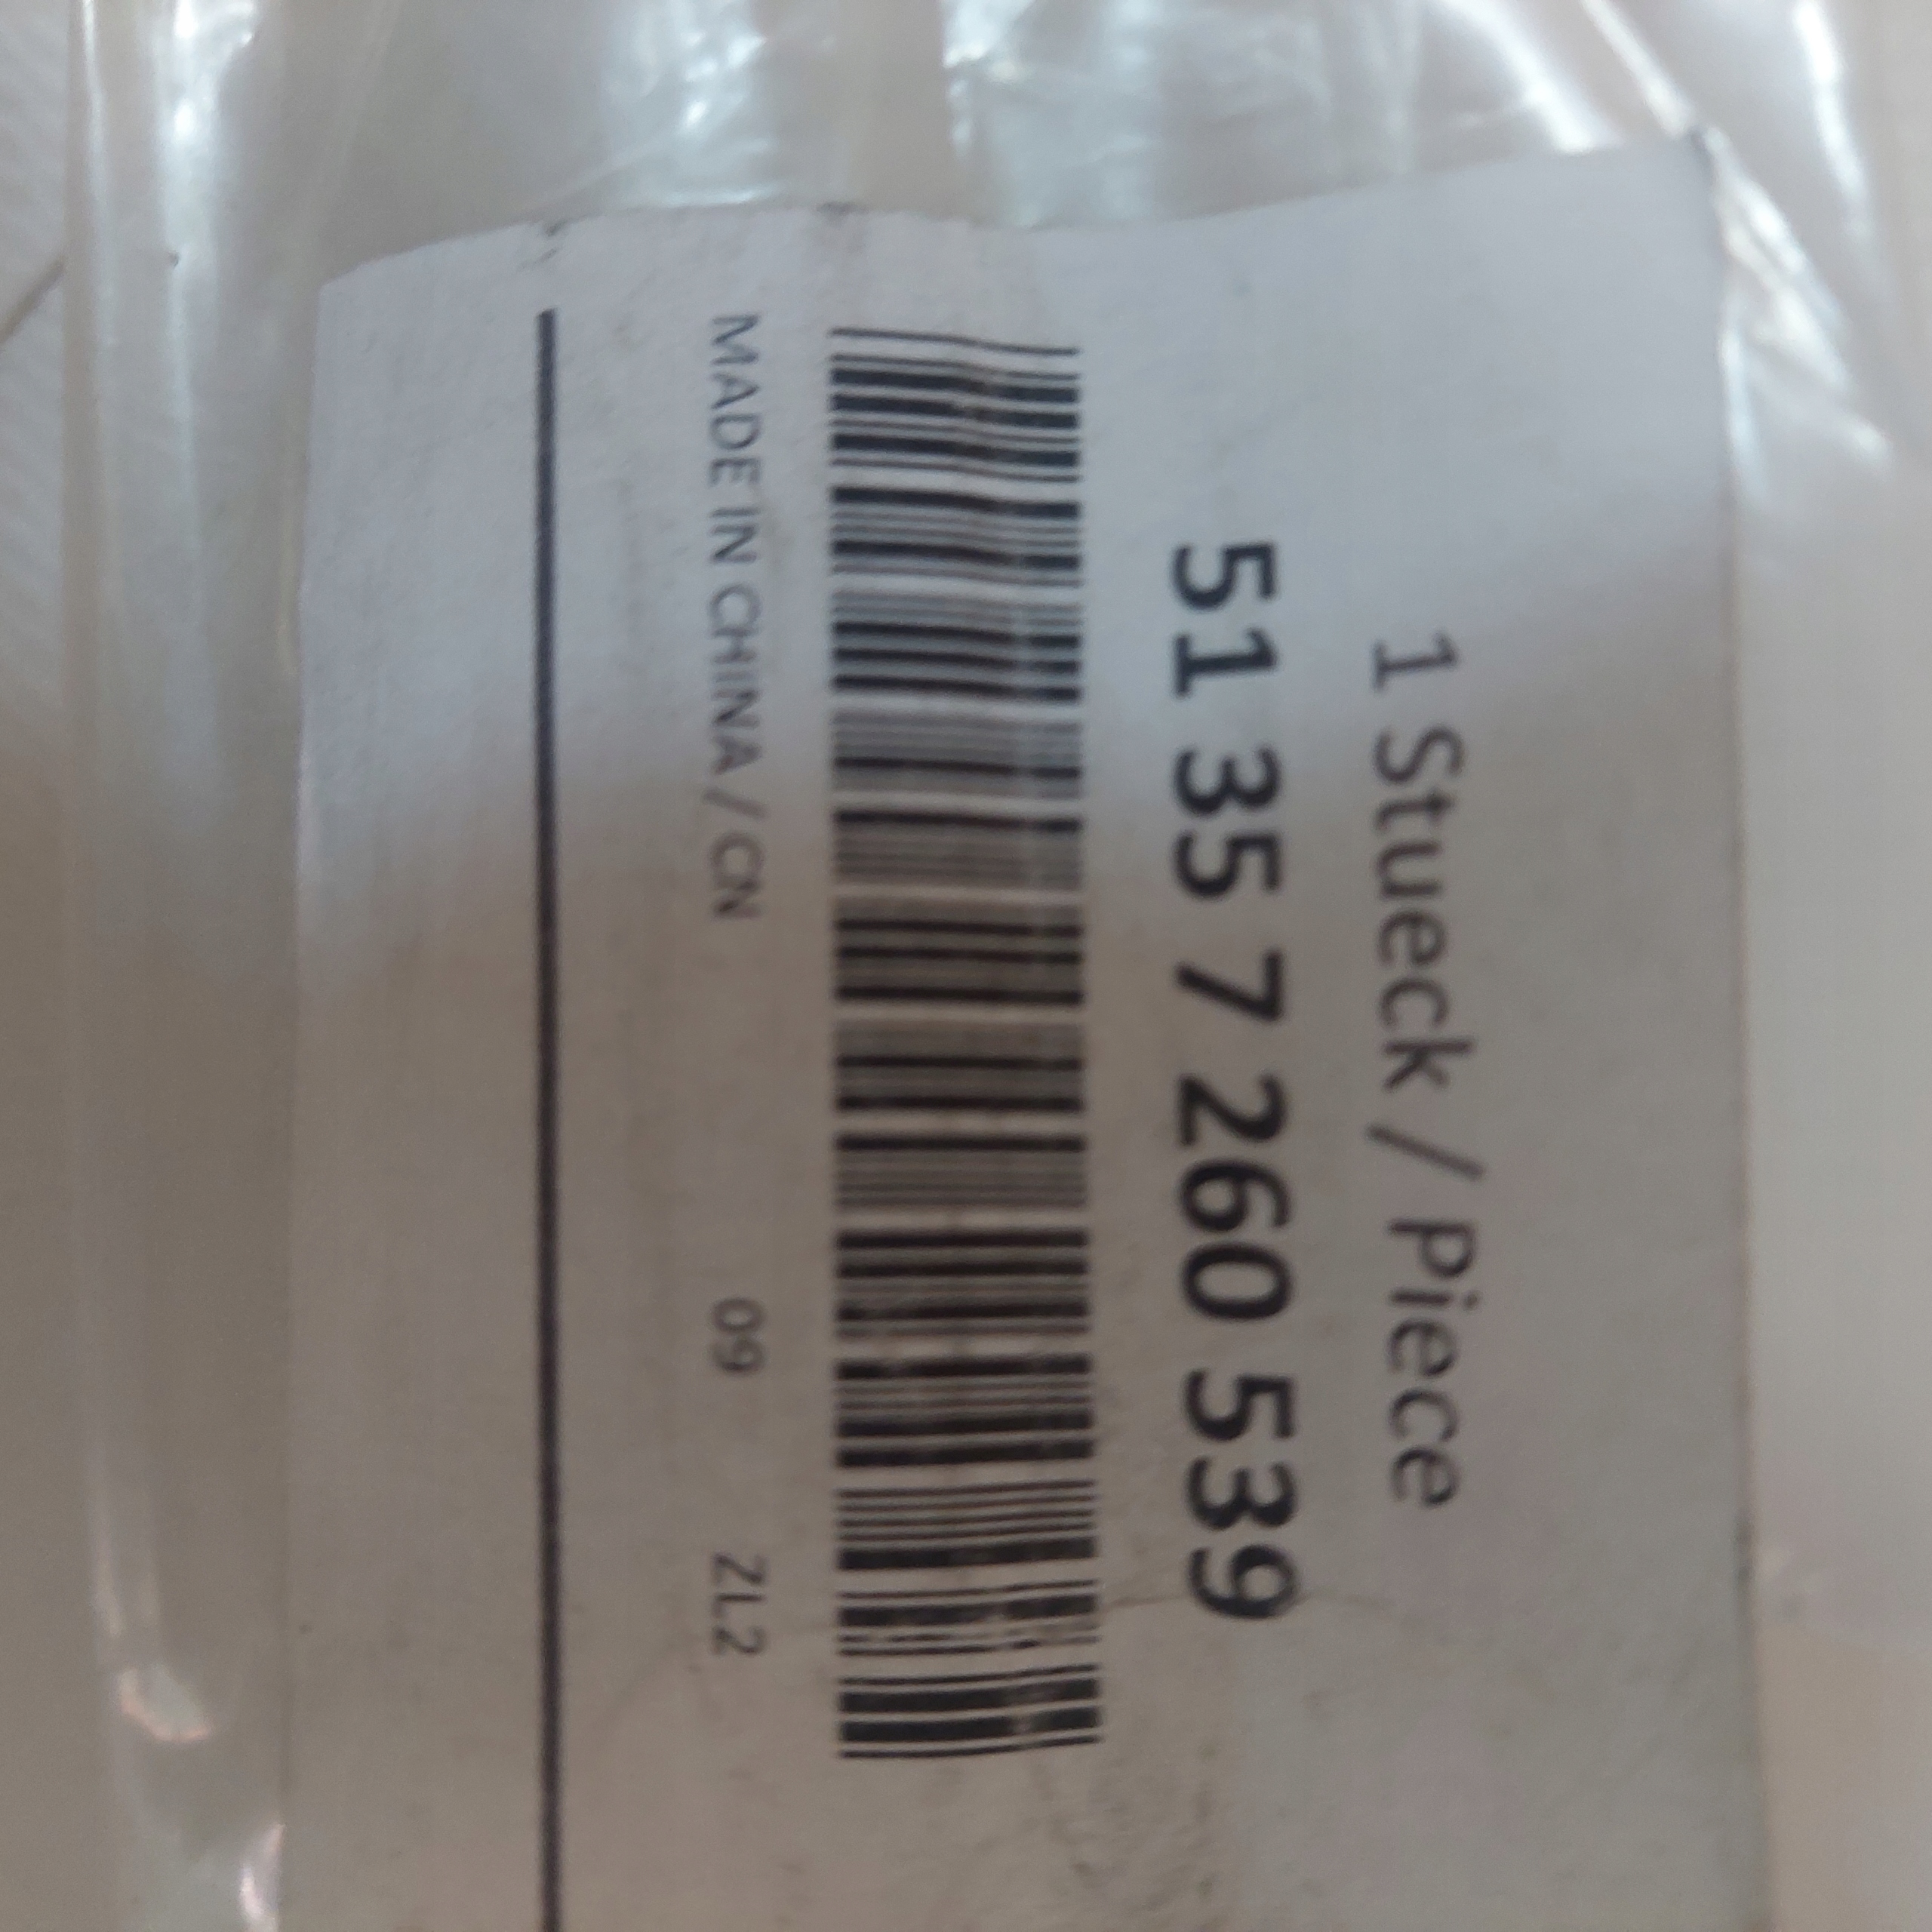 1 Stueck / Piece
51 35 7 260 539
MADE IN CHINA / CN 09 ZL2